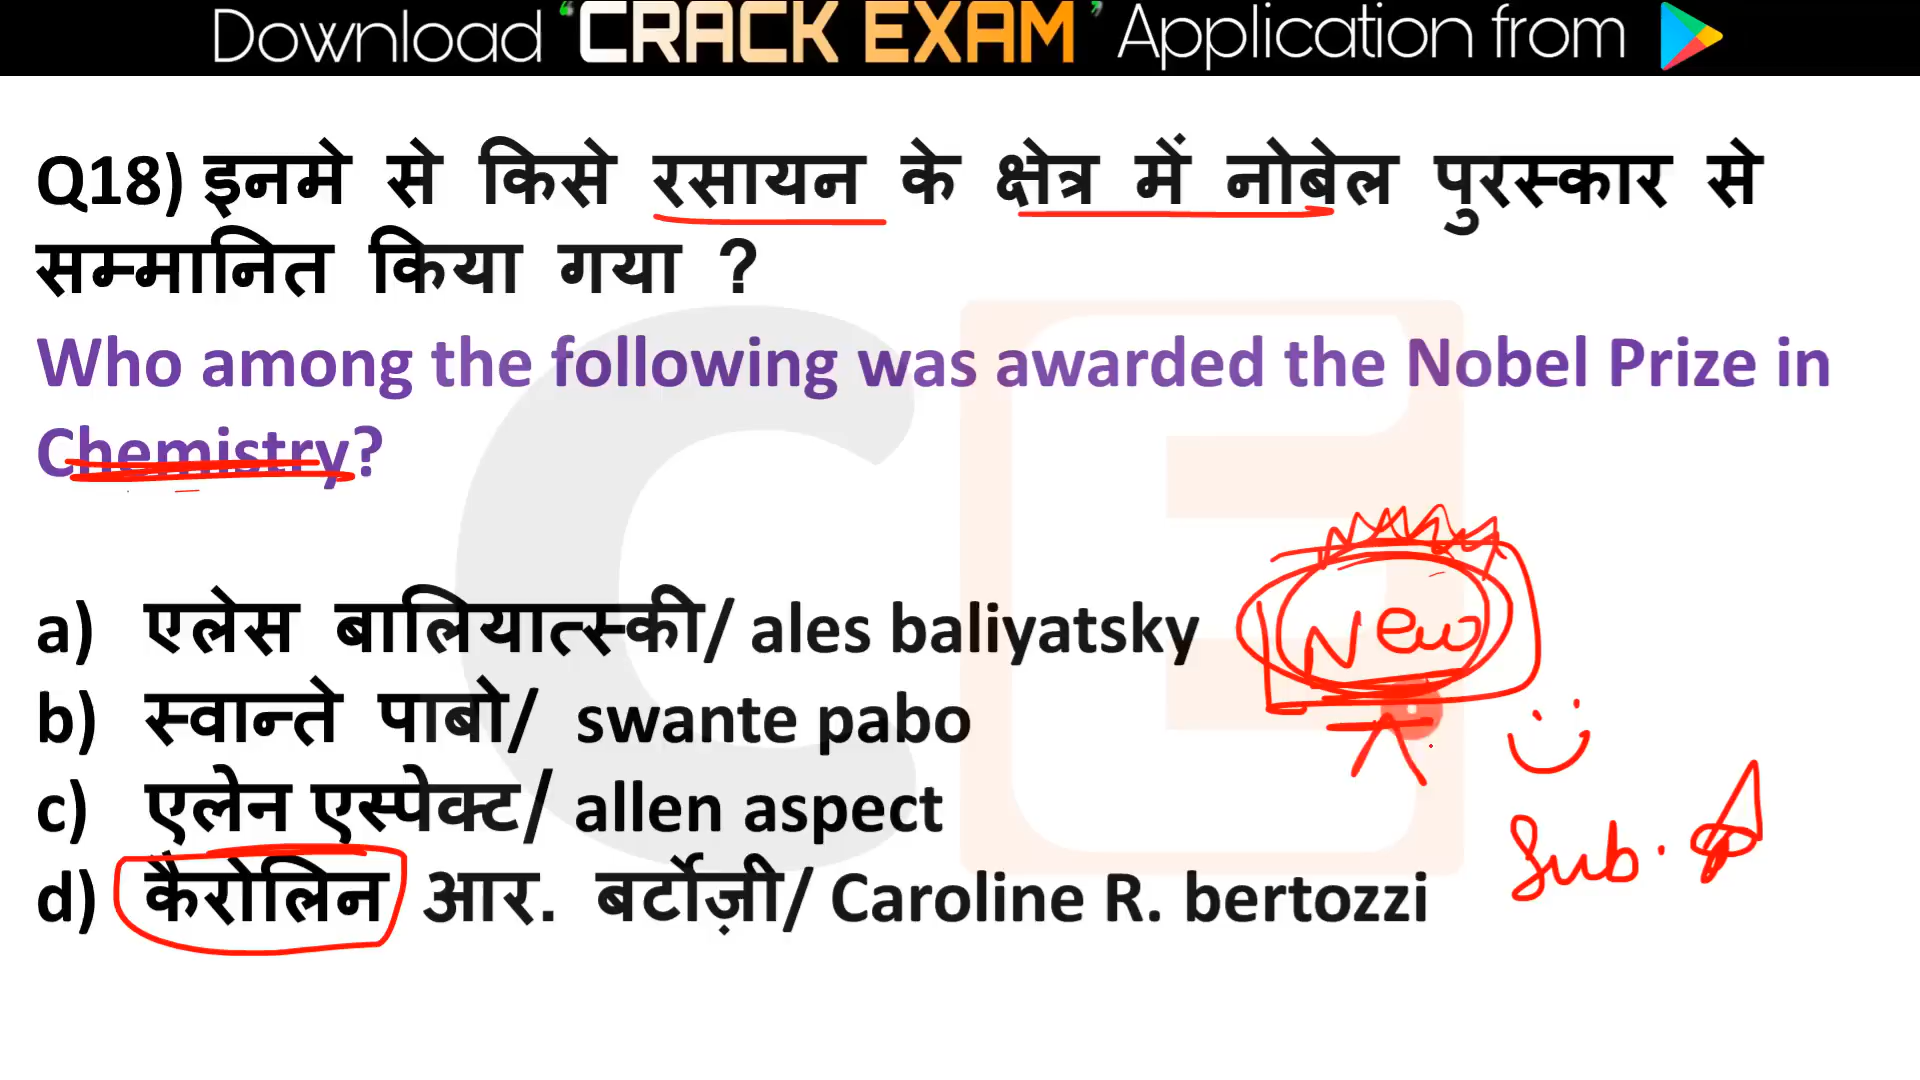 Download “CRACK EXAM” Application from
Q18) इनमे से किसे रसायन के क्षेत्र में नोबेल पुरस्कार से
सम्मानित किया गया ?
Who among the following was awarded the Nobel Prize in
Chemistry?
a) एलेस बालियात्स्की/ ales baliyatsky
New
b) स्वान्ते पाबो/ swante pabo
c) एलेन एस्पेक्ट/ allen aspect
Sub.
d) कैरोलिन आर. बर्टोज़ी/ Caroline R. bertozzi